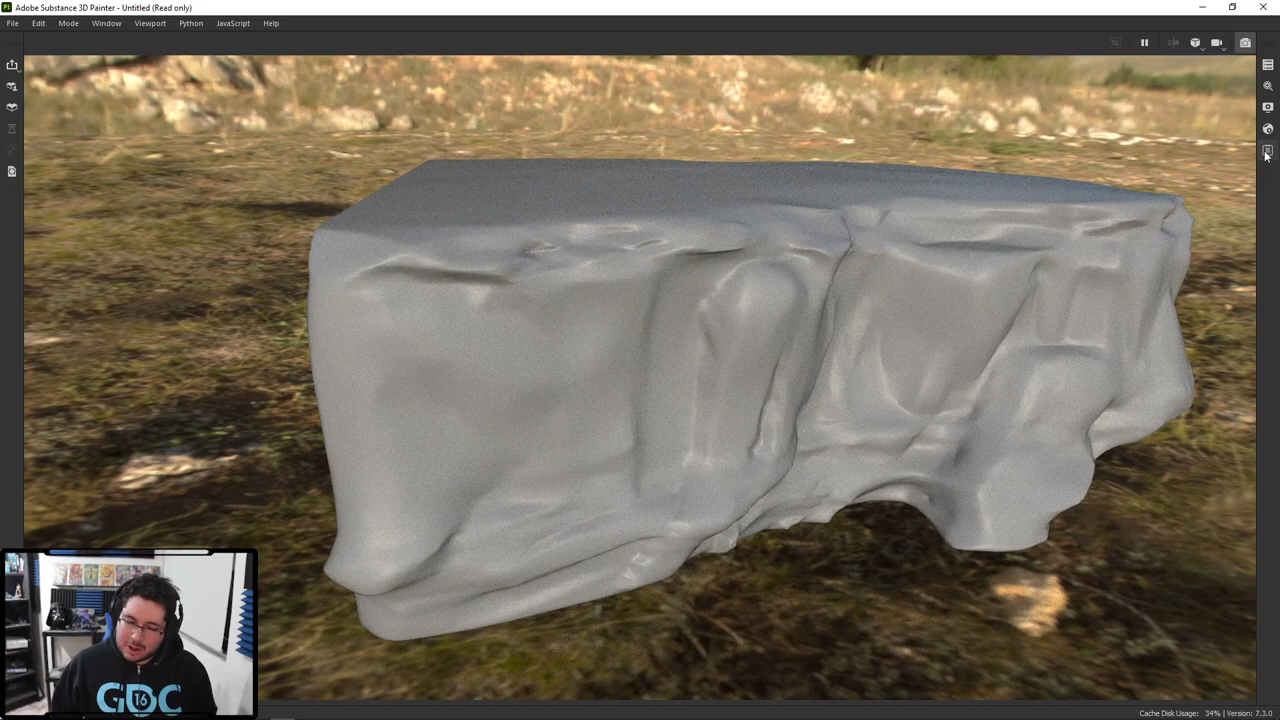 Adobe Substance 3D Painter - Untitled (Read only)
File Edit Mode Window Viewport Python JavaScript Help
GDC
16
Cache Disk Usage: 34% | Version: 7.3.0